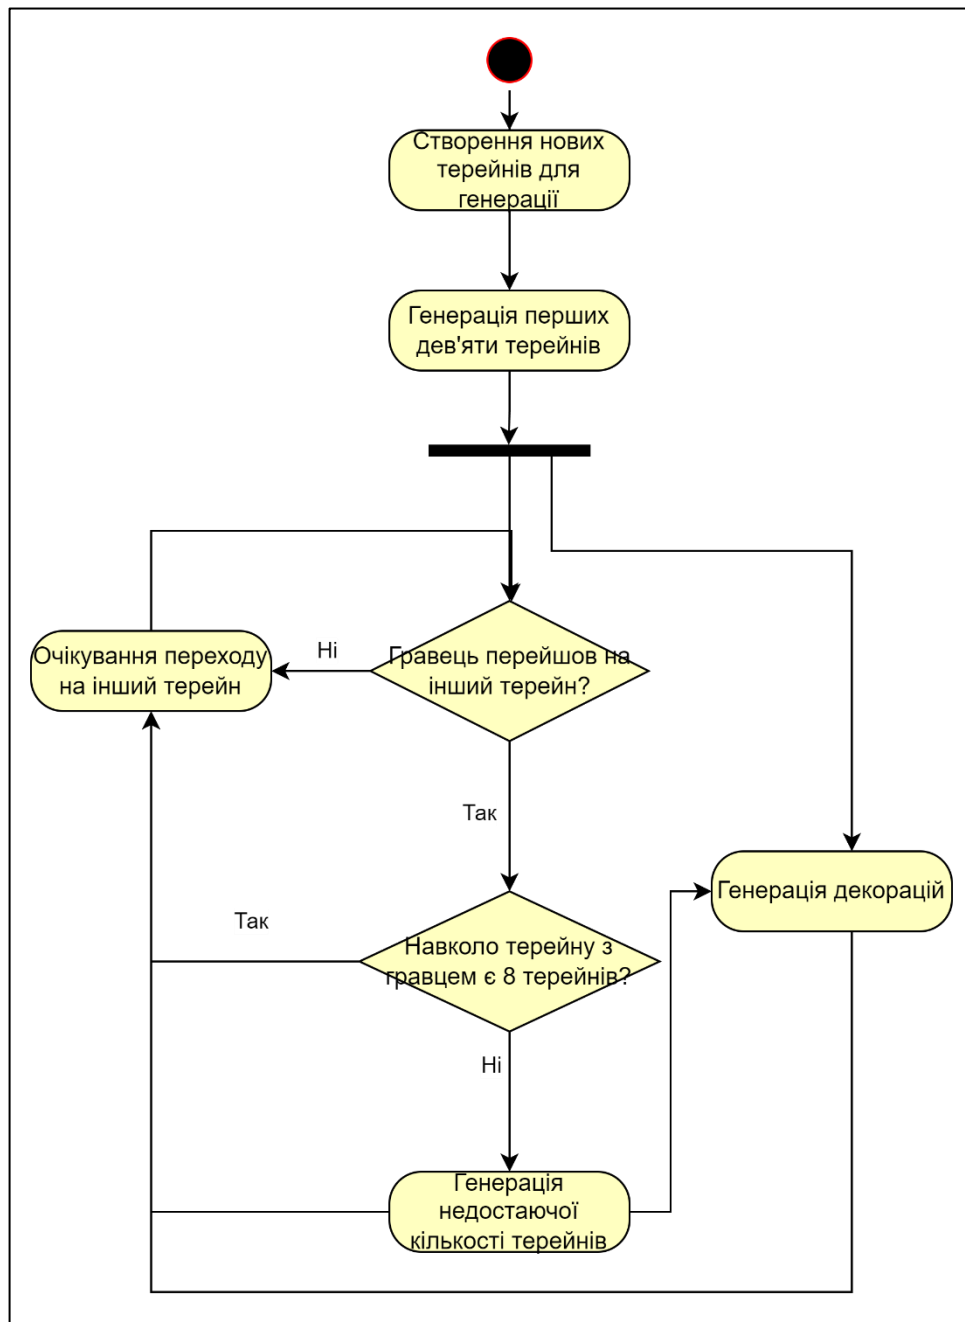 Створення нових
терейнів для
генерації
Генерація перших
дев'яти терейнів
Ні
Гравець перейшов на
інший терейн?
Очікування переходу
на інший терейн
Так
Генерація декорацій
Так
Навколо терейну з
гравцем є 8 терейнів?
Ні
Генерація
недостаючої
кількості терейнів